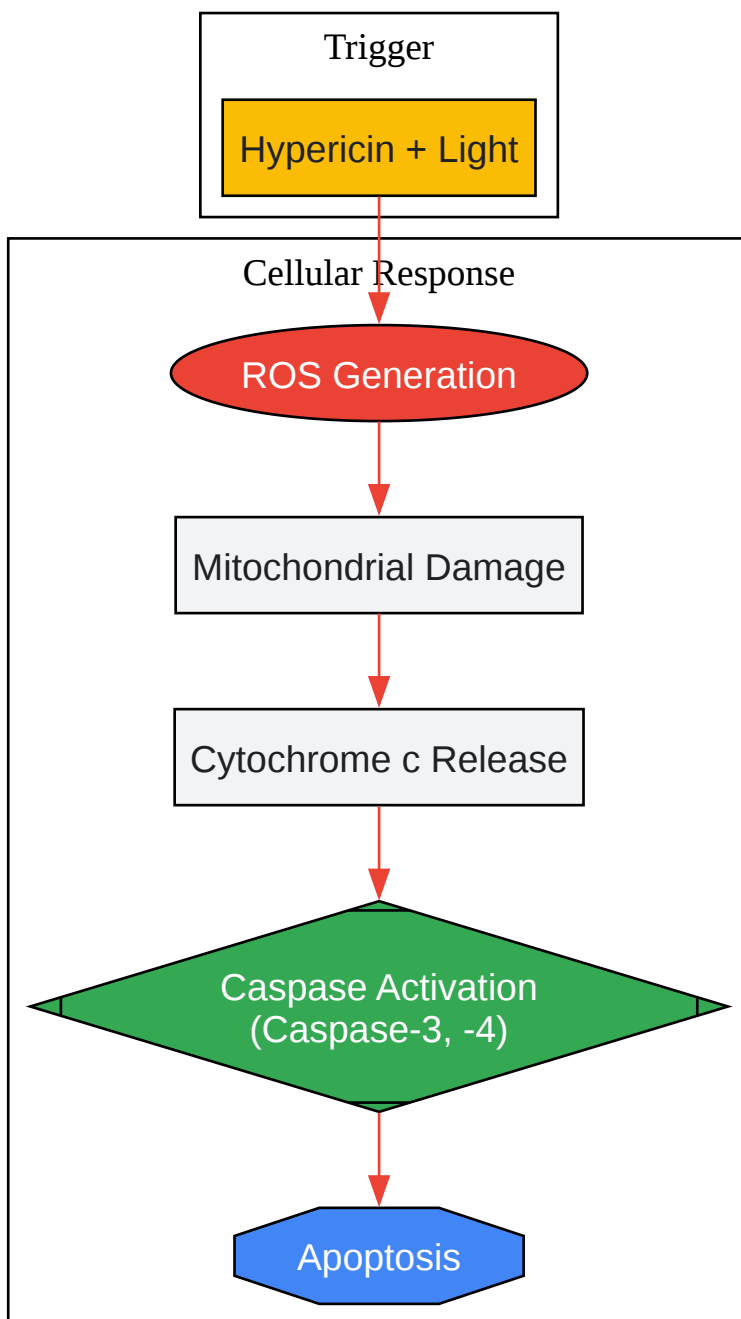 Trigger
Hypericin + Light
Cellular Response
ROS Generation
Mitochondrial Damage
Cytochrome c Release
Caspase Activation
(Caspase-3, -4)
Apoptosis